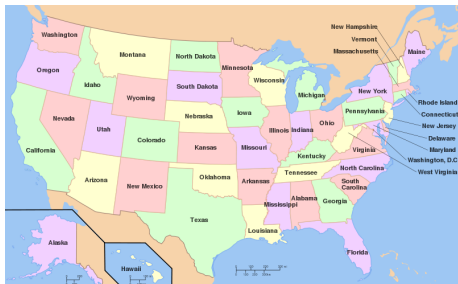 New Hampshire
Vermont
Massachusetts
Washington
Maine
Montana
North Dakota
Minnesota
Oregon
Idaho
Wisconsin
South Dakota
New York
Michigan
Wyoming
Rhode Island
Connecticut
Pennsylvania
Nebraska
Iowa
New Jersey
Nevada
Utah
Illinois
Indiana
Ohio
Delaware
Colorado
Maryland
California
Kansas
Missouri
Virginia
Kentucky
Washington, D.C
North Carolina
West Virginia
Tennessee
Oklahoma
Arizona
Arkansas
South
Carolina
New Mexico
Mississippi
Alabama
Georgia
Texas
Louisiana
Alaska
Florida
Hawaii